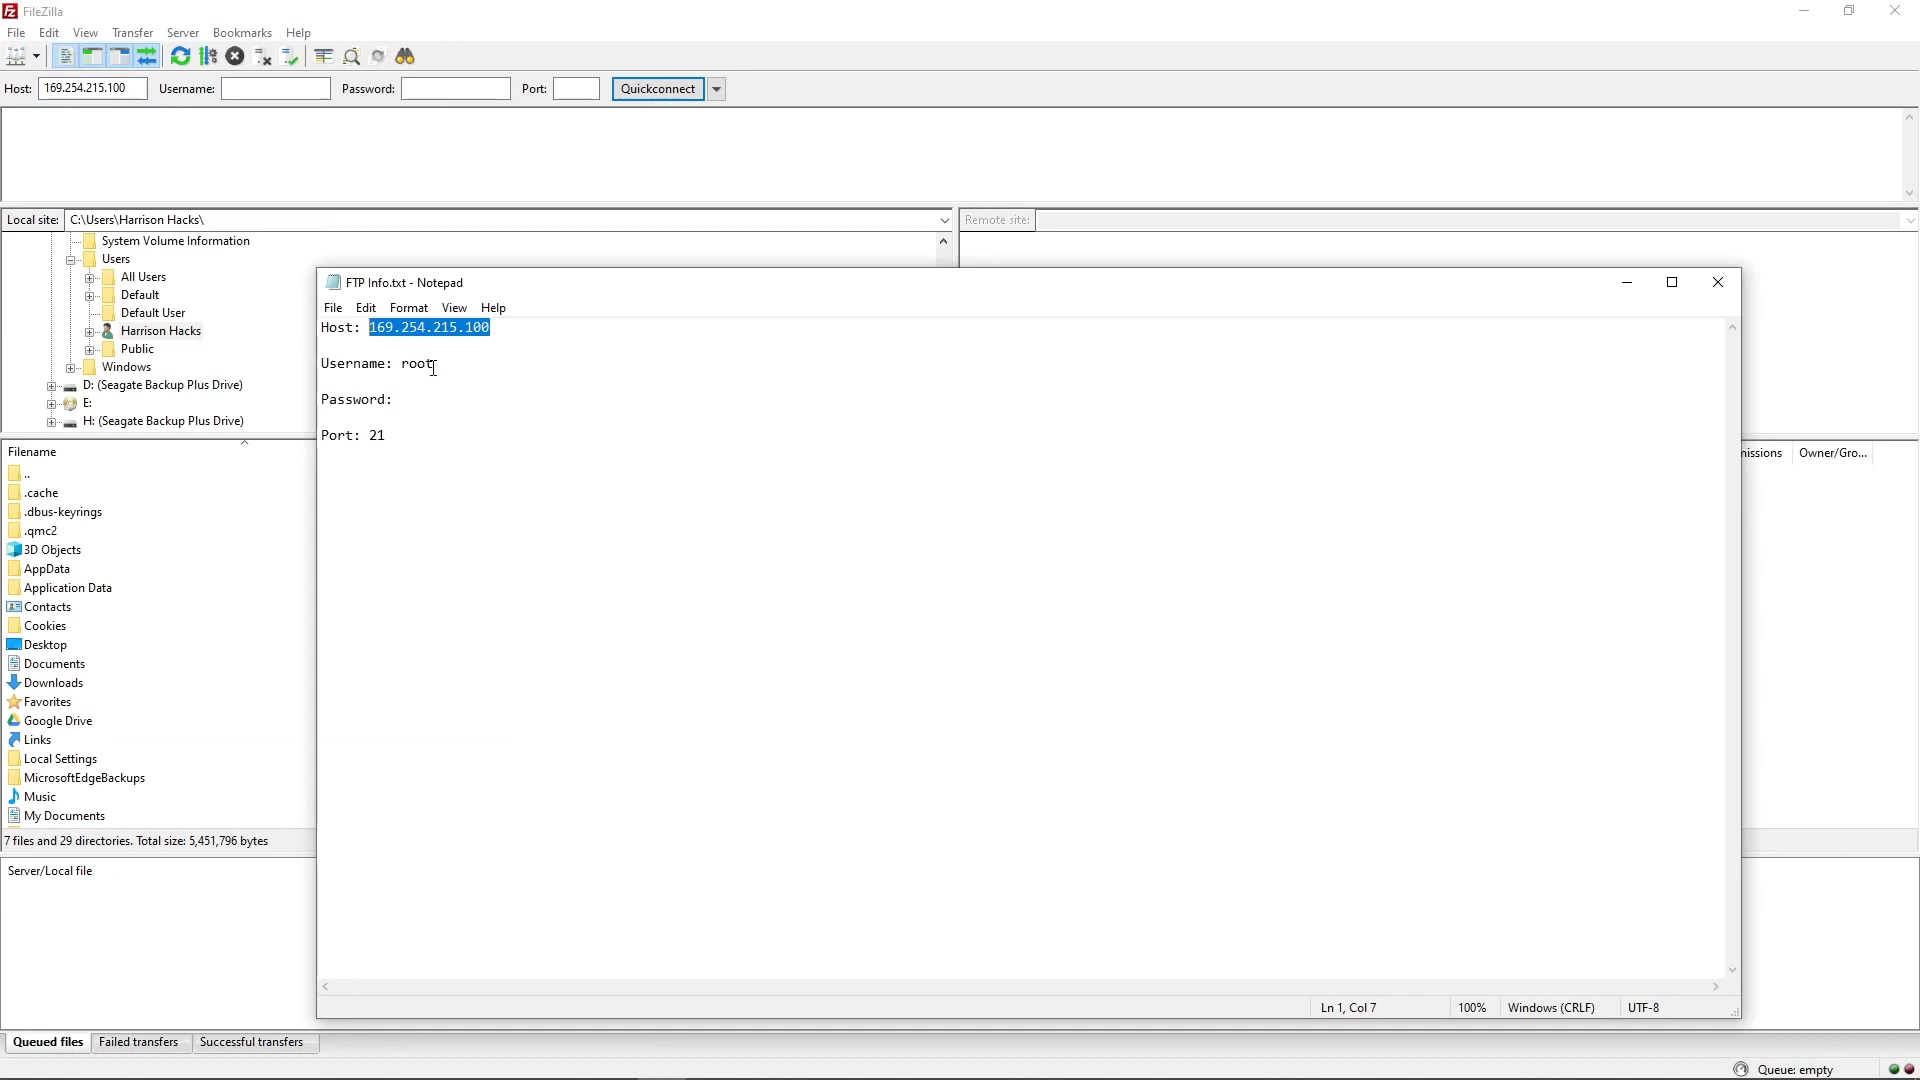 FileZilla
File Edit View Transfer Server Bookmarks Help
Host: 169.254.215.100 Username: Password: Port: Quickconnect
Local site: C:\Users\Harrison Hacks\
Remote site:
System Volume Information
Users
All Users
Default
Default User
Harrison Hacks
Public
Windows
D: (Seagate Backup Plus Drive)
E:
H: (Seagate Backup Plus Drive)
Filename
..
.cache
.dbus-keyrings
.qmc2
3D Objects
AppData
Application Data
Contacts
Cookies
Desktop
Documents
Downloads
Favorites
Google Drive
Links
Local Settings
MicrosoftEdgeBackups
Music
My Documents
7 files and 29 directories. Total size: 5,451,796 bytes
FTP Info.txt - Notepad
File Edit Format View Help
Host: 169.254.215.100
Username: root
Password:
Port: 21
Ln 1, Col 7 100% Windows (CRLF) UTF-8
nissions Owner/Gro...
Server/Local file
Queued files Failed transfers Successful transfers
Queue: empty